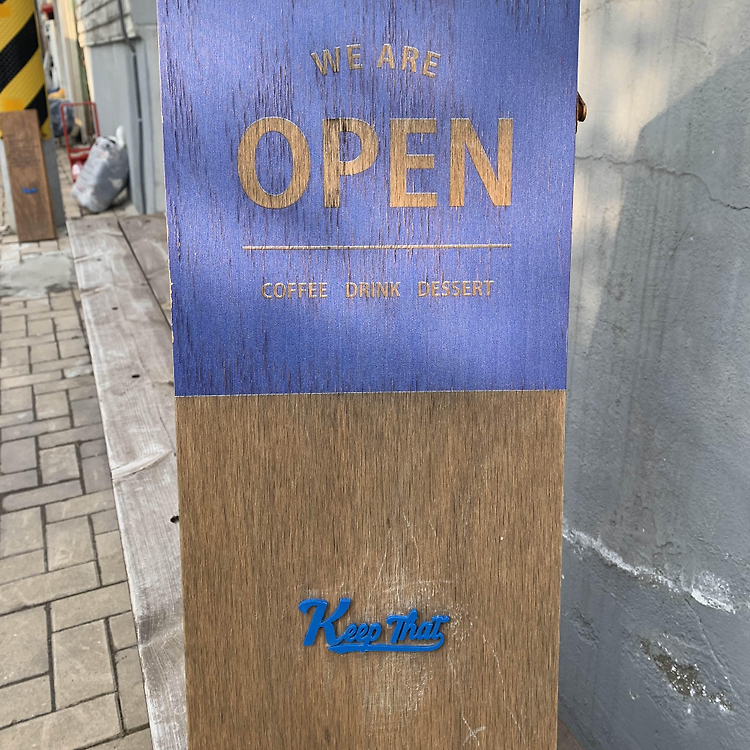 WE ARE
OPEN
COFFEE DRINK DESSERT
Keep That